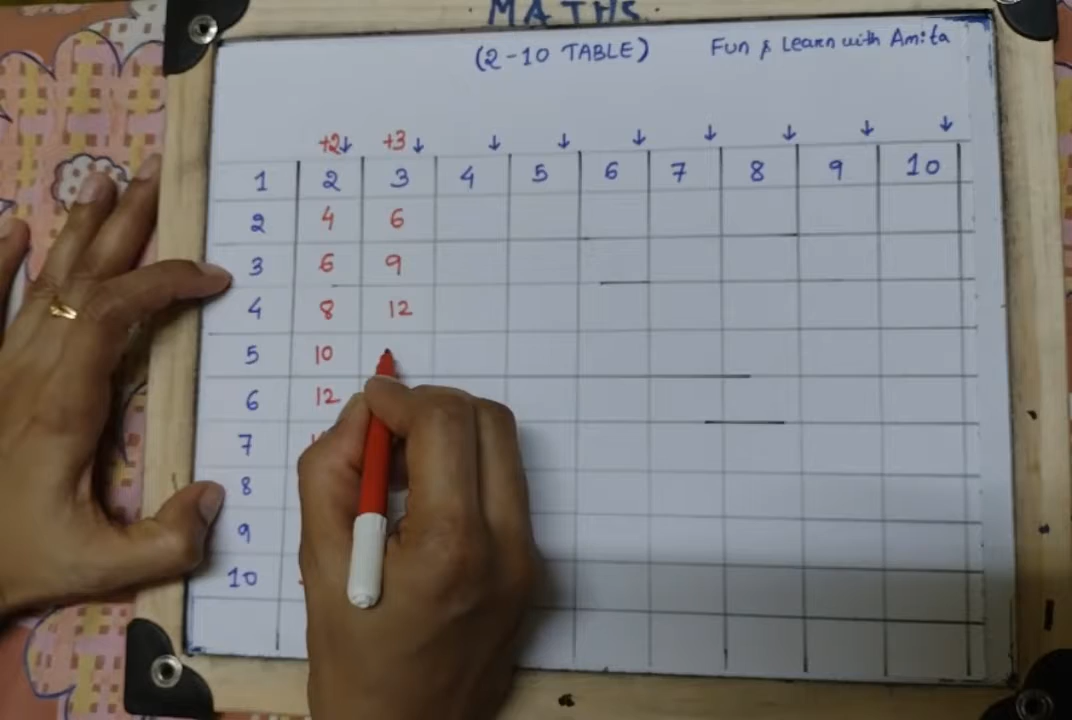 MATHS
(2-10 TABLE) Fun & Learn with Amita
+2↓ +3↓ ↓ ↓ ↓ ↓ ↓ ↓ ↓
1 2 3 4 5 6 7 8 9 10
2 4 6
3 6 9
4 8 12
5 10
6 12
7
8
9
10